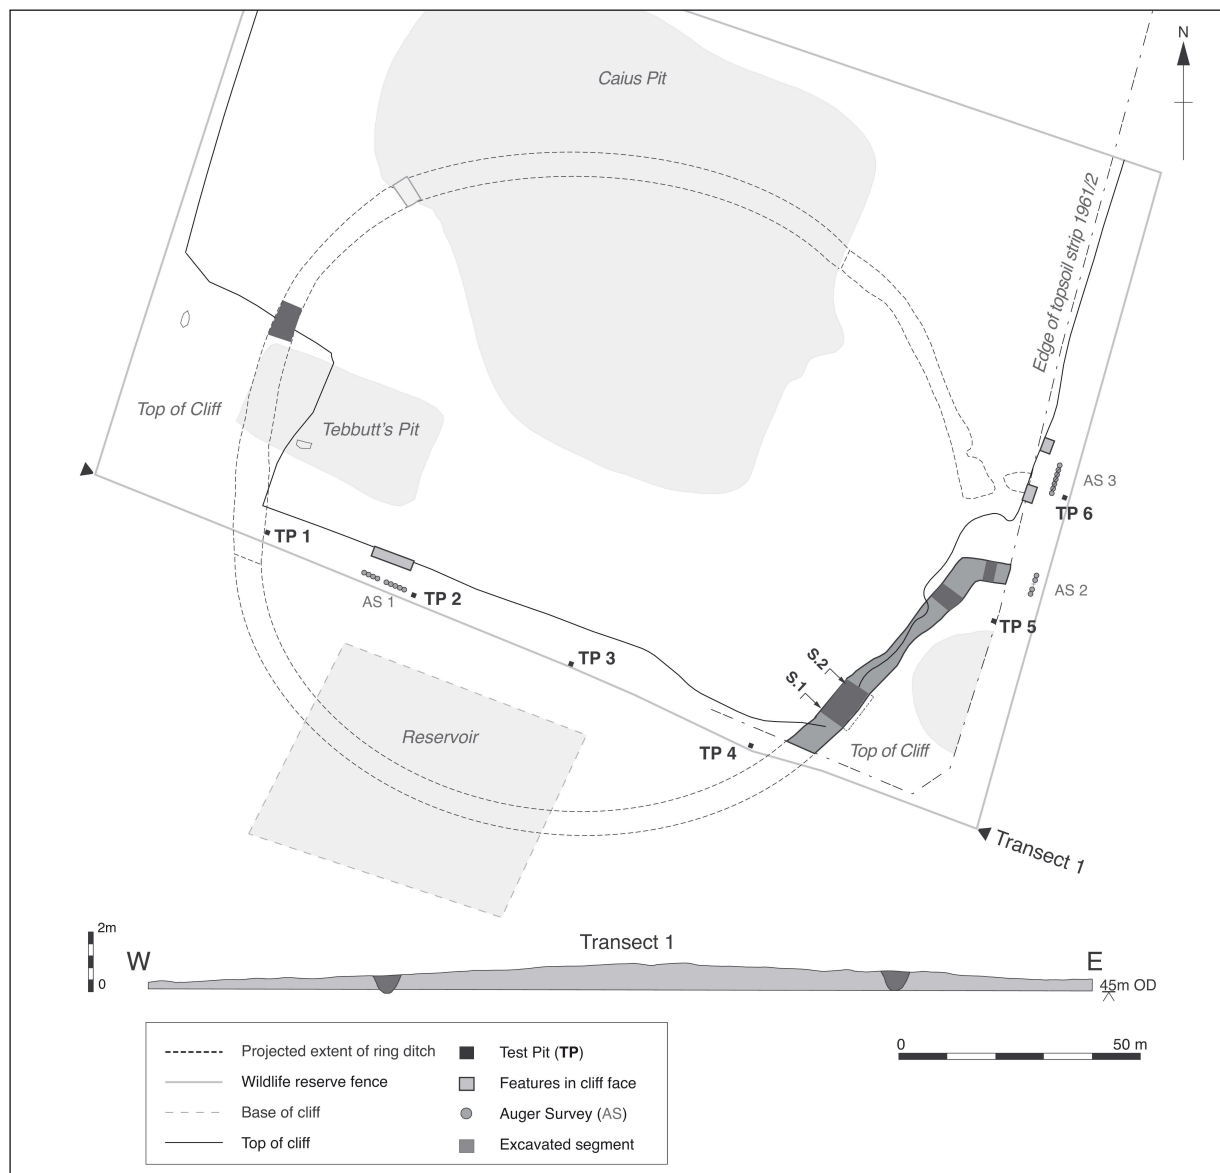 N
Caius Pit
Edge of topsoil strip 1961/2
Top of Cliff
Tebbutt's Pit
AS 3
TP 6
TP 1
AS 1
TP 2
AS 2
TP 5
TP 3
S.2
S.1
Reservoir
TP 4
Top of Cliff
Transect 1
2m
W
Transect 1
E
0
45m OD
Projected extent of ring ditch
Test Pit (TP)
0
50 m
Wildlife reserve fence
Features in cliff face
Base of cliff
Auger Survey (AS)
Top of cliff
Excavated segment